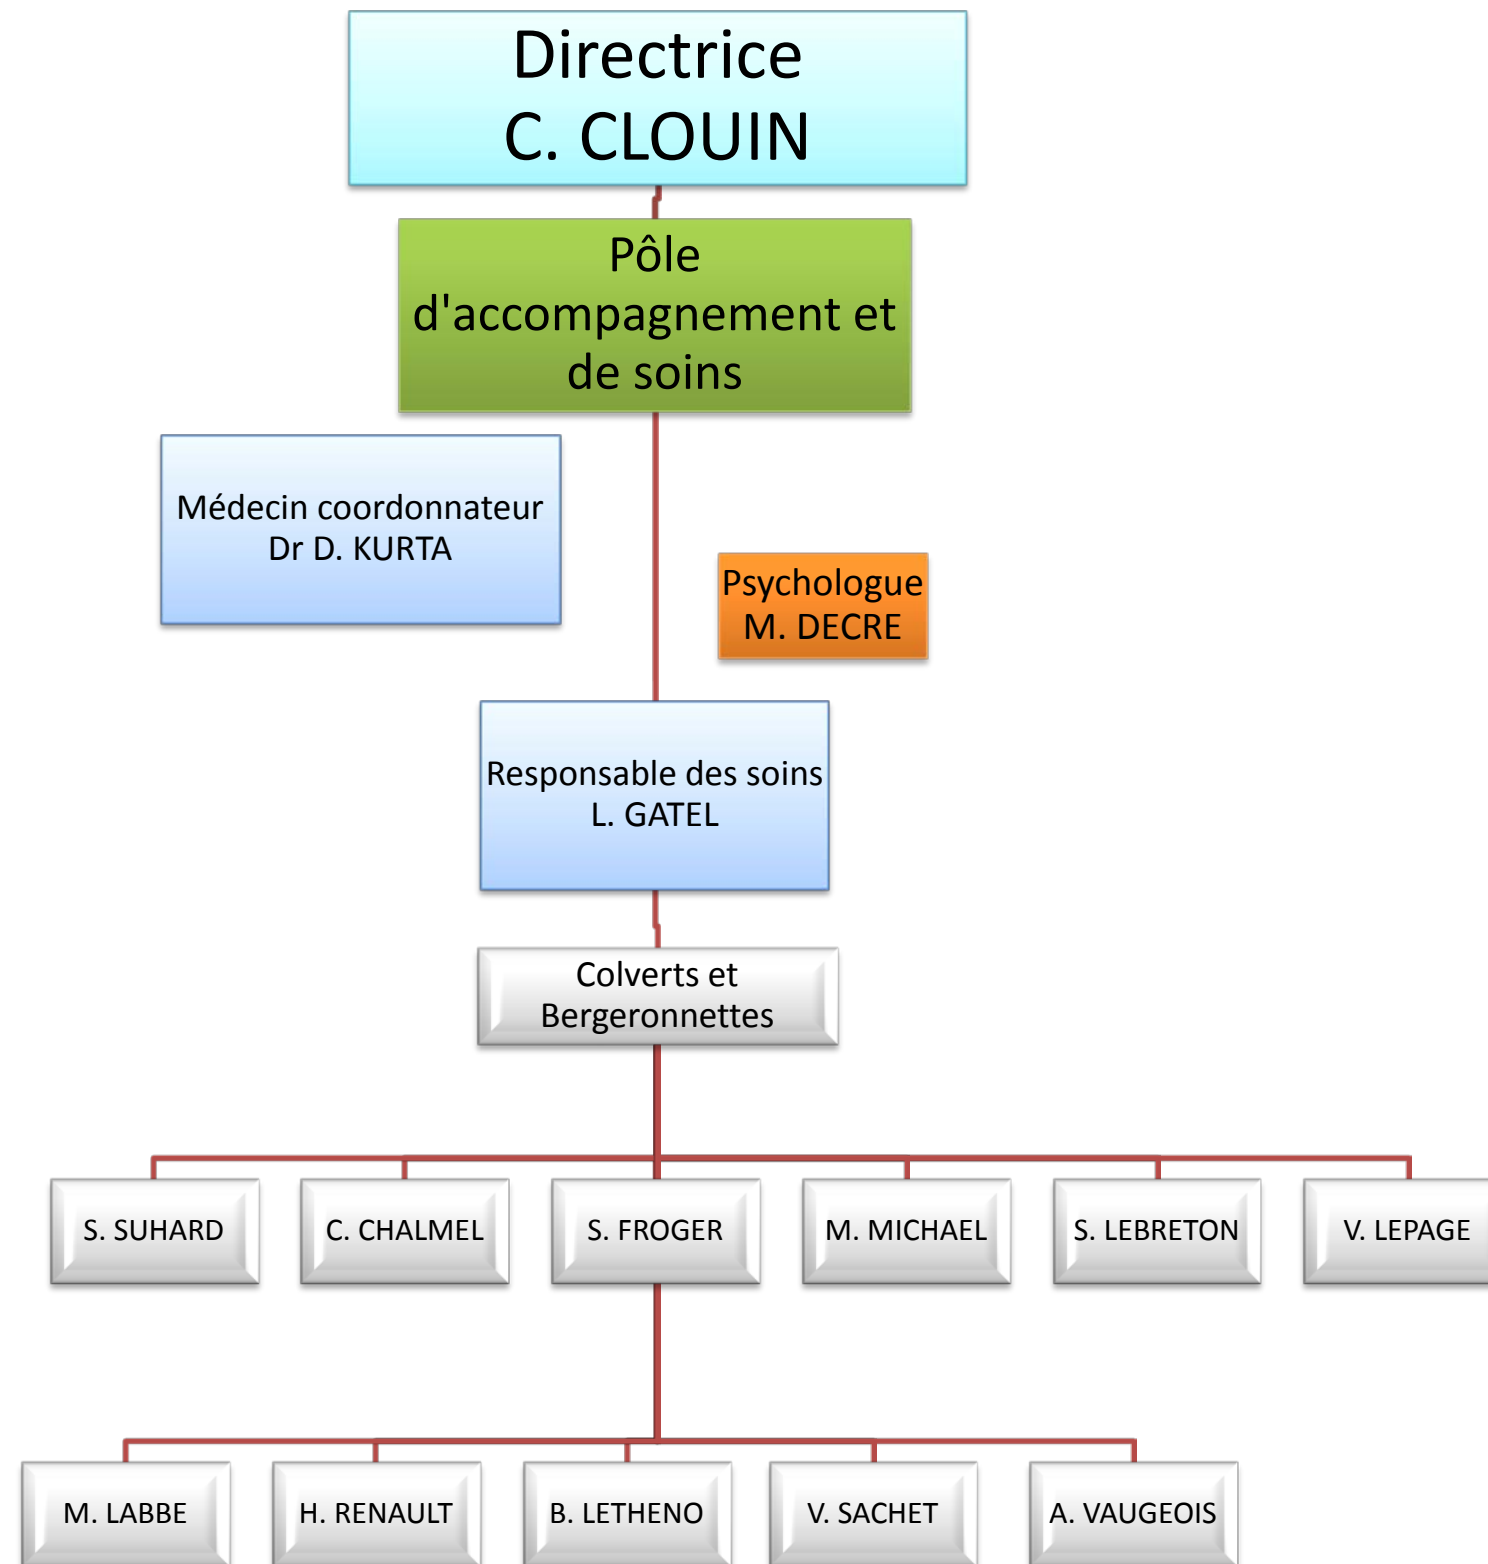 Directrice
C. CLOUIN
Pôle
d'accompagnement et
de soins
Médecin coordonnateur
Dr D. KURTA
Psychologue
M. DECRE
Responsable des soins
L. GATEL
Colverts et
Bergeronnettes
S. SUHARD
C. CHALMEL
S. FROGER
M. MICHAEL
S. LEBRETON
V. LEPAGE
M. LABBE
H. RENAULT
B. LETHENO
V. SACHET
A. VAUGEOIS